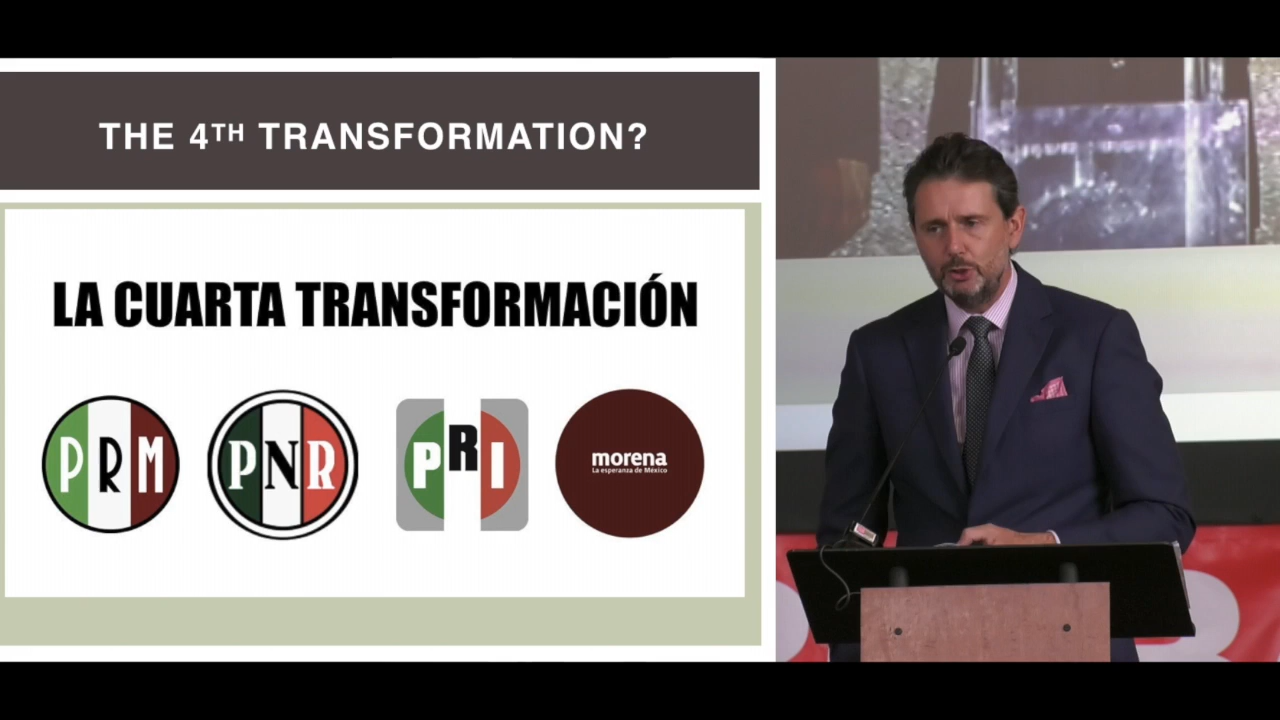 THE 4TH TRANSFORMATION?
LA CUARTA TRANSFORMACIÓN
PRM
PNR
PRI
morena
La esperanza de México